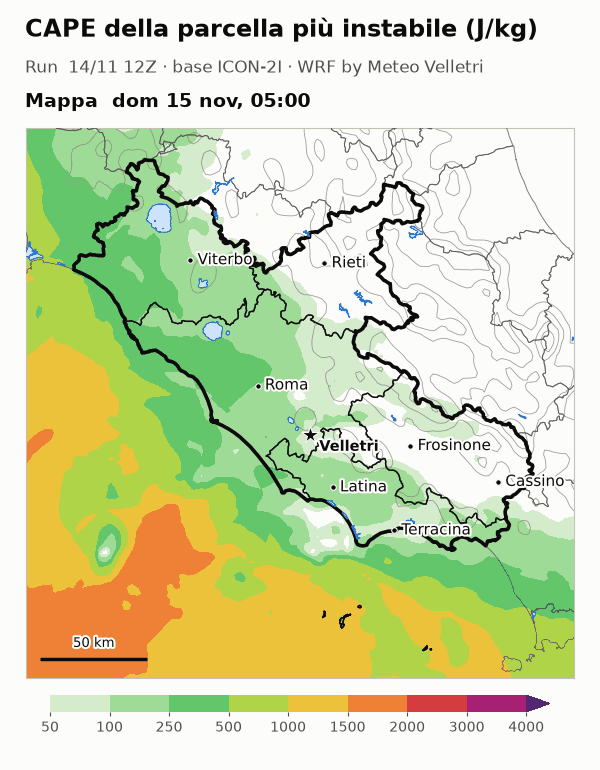 CAPE della parcella più instabile (J/kg)
Run  14/11 12Z · base ICON-2I · WRF by Meteo Velletri
Mappa  dom 15 nov, 05:00
Viterbo
Rieti
Roma
Velletri
Frosinone
Cassino
Latina
Terracina
50 km
50 100 250 500 1000 1500 2000 3000 4000